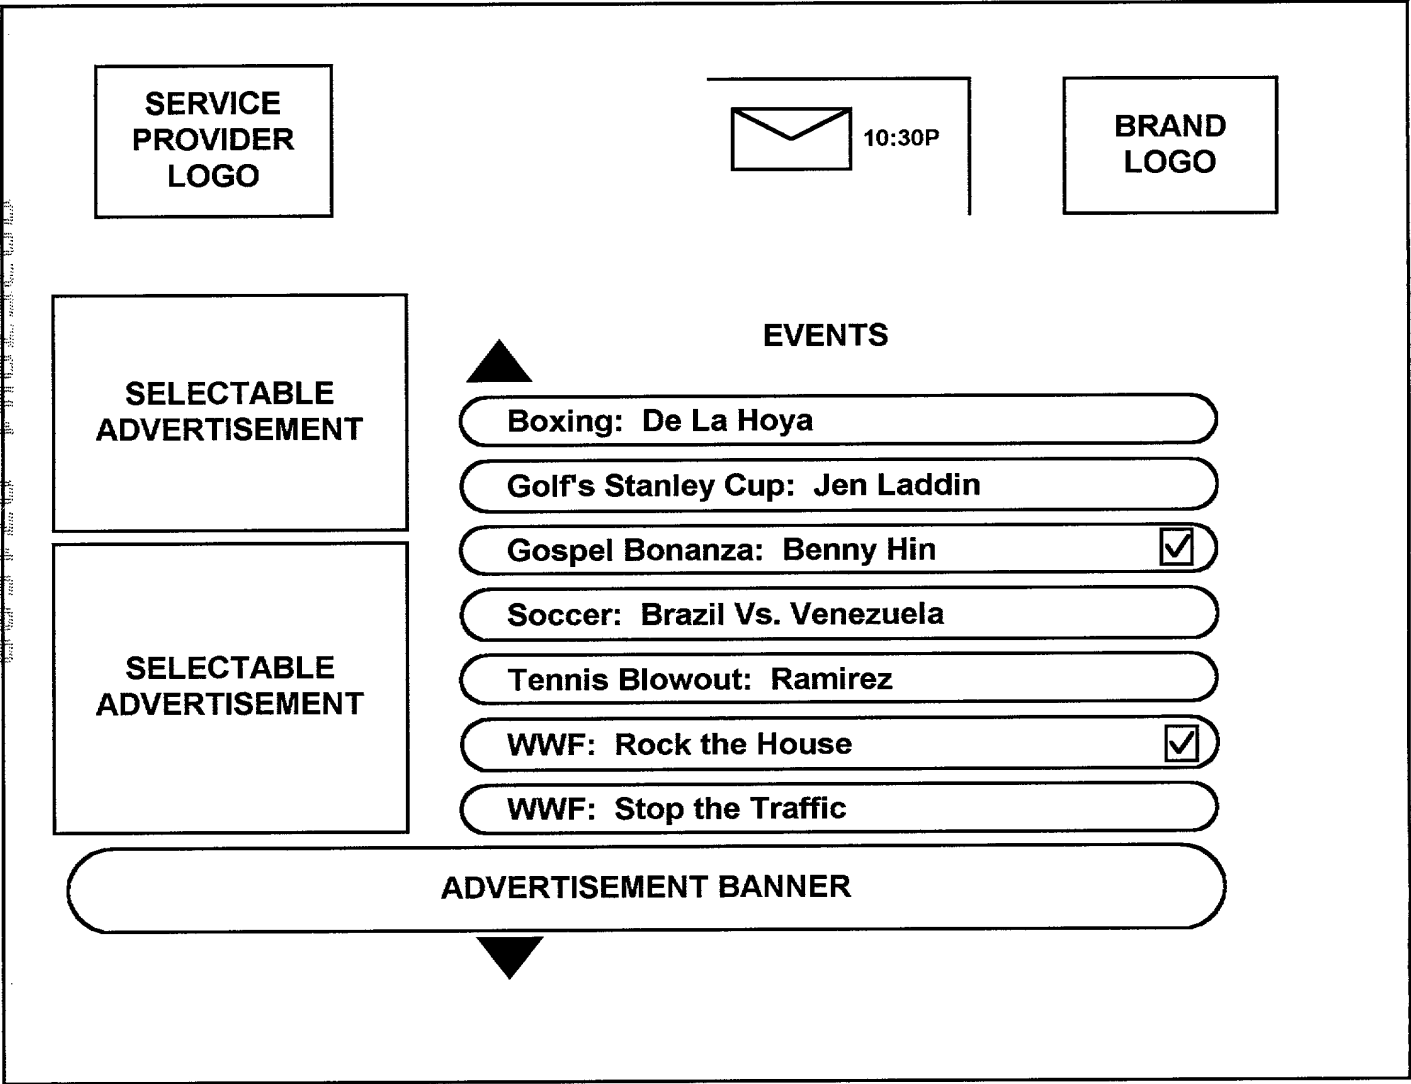 SERVICE
PROVIDER
LOGO
10:30P
BRAND
LOGO
SELECTABLE
ADVERTISEMENT
SELECTABLE
ADVERTISEMENT
EVENTS
Boxing: De La Hoya
Golf's Stanley Cup: Jen Laddin
Gospel Bonanza: Benny Hin
Soccer: Brazil Vs. Venezuela
Tennis Blowout: Ramirez
WWF: Rock the House
WWF: Stop the Traffic
ADVERTISEMENT BANNER